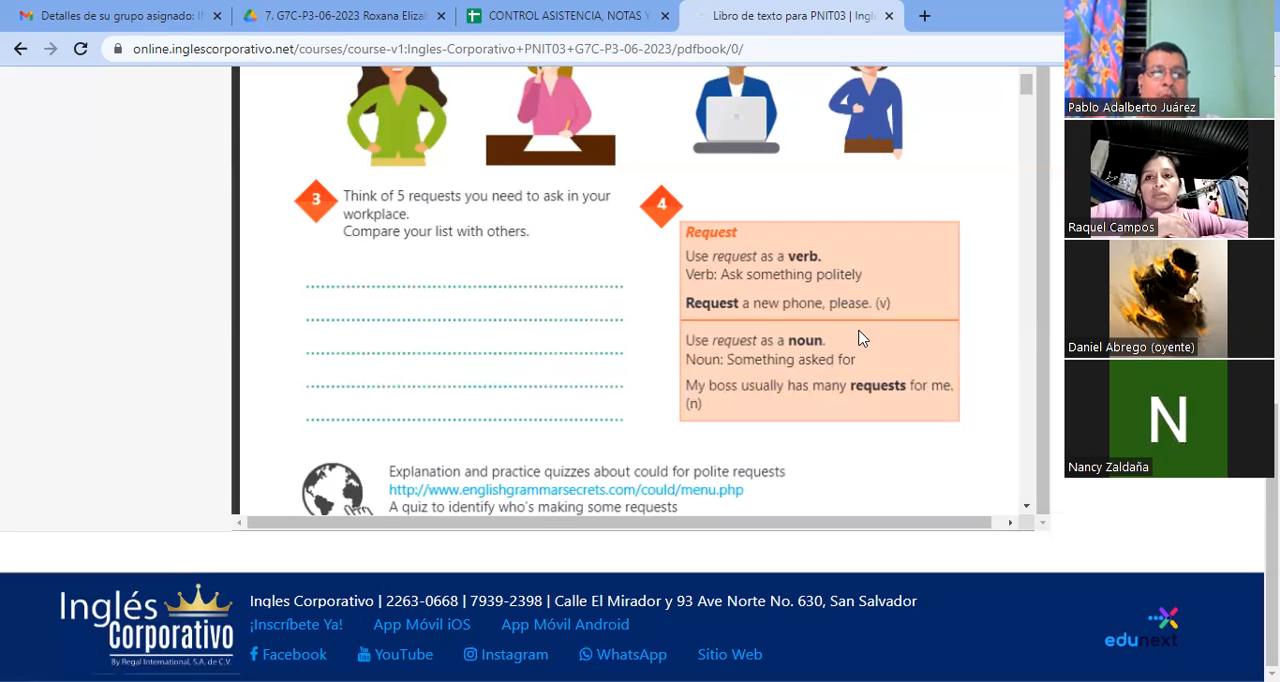 Detalles de su grupo asignado: IN
7. G7C-P3-06-2023 Roxana Elizab
CONTROL ASISTENCIA, NOTAS Y
Libro de texto para PNIT03 | Ingle
online.inglescorporativo.net/courses/course-v1:Ingles-Corporativo+PNIT03+G7C-P3-06-2023/pdfbook/0/
3
Think of 5 requests you need to ask in your
workplace.
Compare your list with others.
4
Request
Use request as a verb.
Verb: Ask something politely
Request a new phone, please. (v)
Use request as a noun.
Noun: Something asked for
My boss usually has many requests for me.
(n)
Explanation and practice quizzes about could for polite requests
http://www.englishgrammarsecrets.com/could/menu.php
A quiz to identify who's making some requests
Pablo Adalberto Juárez
Raquel Campos
Daniel Abrego (oyente)
N
Nancy Zaldaña
Inglés
Corporativo
By Regal International, S.A. de C.V.
Ingles Corporativo | 2263-0668 | 7939-2398 | Calle El Mirador y 93 Ave Norte No. 630, San Salvador
¡Inscríbete Ya! App Móvil iOS App Móvil Android
Facebook YouTube Instagram WhatsApp Sitio Web
edunext